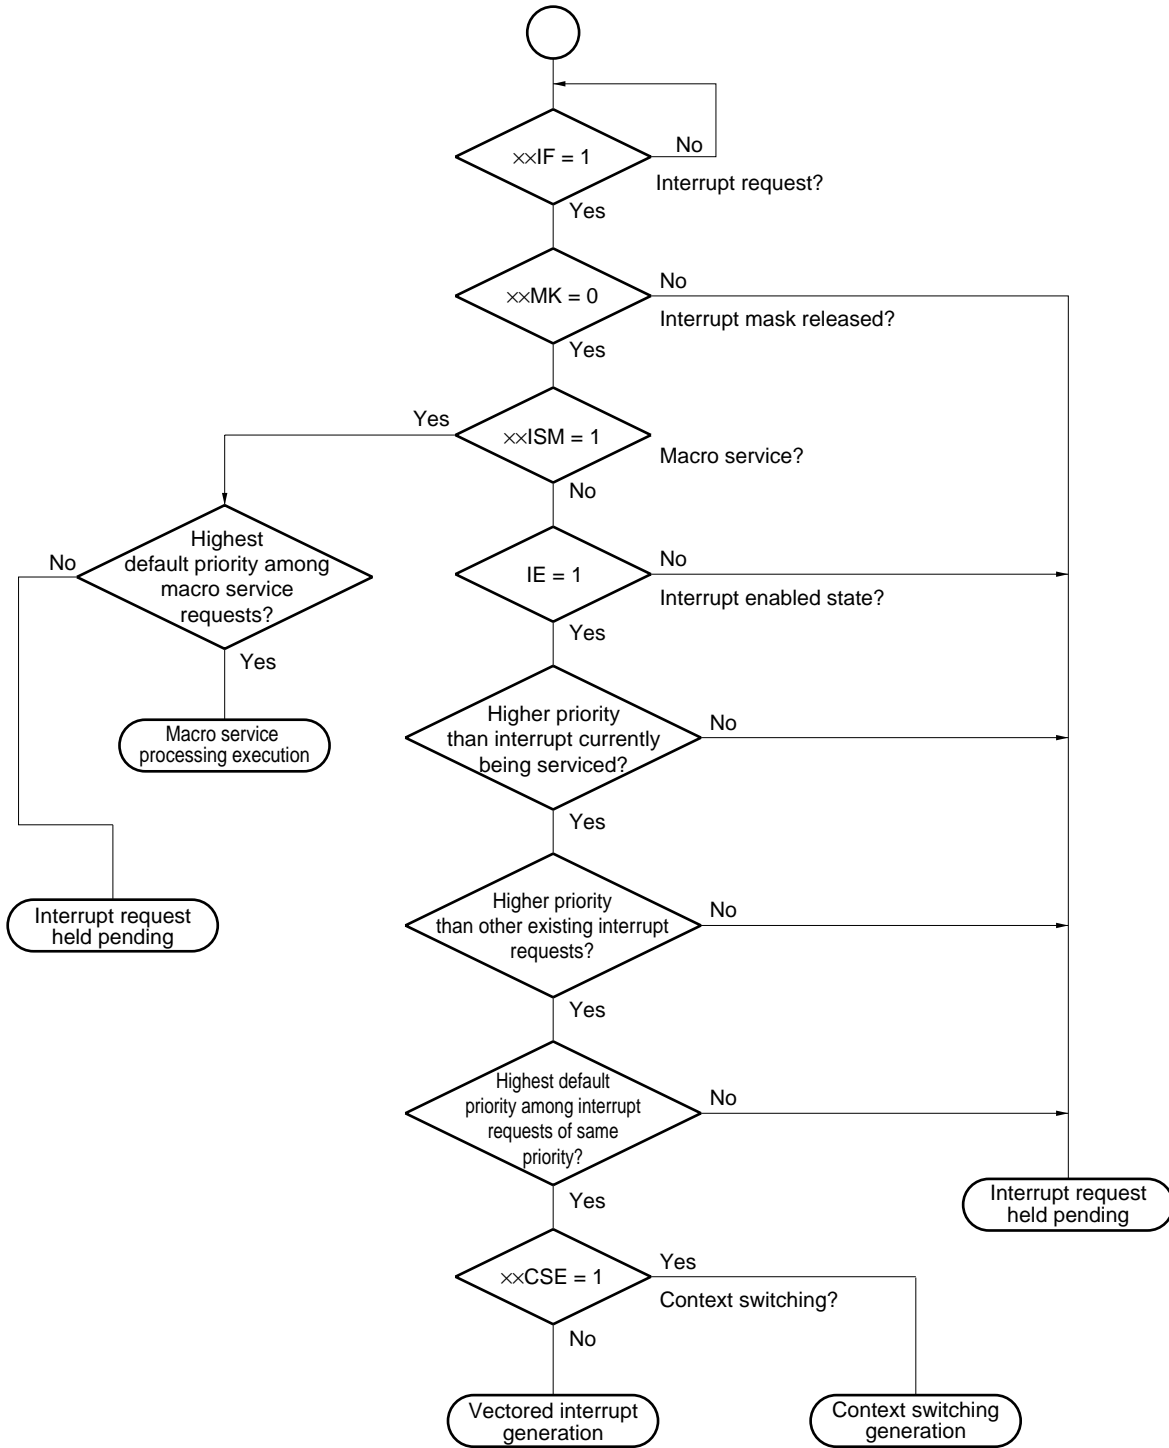 ××IF = 1
No
Interrupt request?
Yes
××MK = 0
No
Interrupt mask released?
Yes
Yes
××ISM = 1
Macro service?
No
Highest
default priority among
macro service
requests?
No
Yes
IE = 1
No
Interrupt enabled state?
Yes
Macro service
processing execution
Higher priority
than interrupt currently
being serviced?
No
Yes
Interrupt request
held pending
Higher priority
than other existing interrupt
requests?
No
Yes
Highest default
priority among interrupt
requests of same
priority?
No
Yes
Interrupt request
held pending
××CSE = 1
Yes
Context switching?
No
Vectored interrupt
generation
Context switching
generation